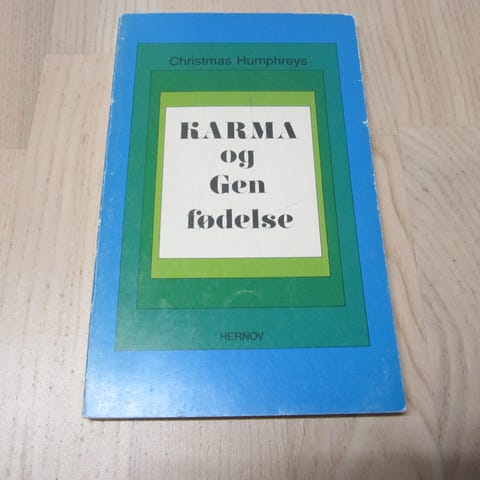 Christmas Humphreys
KARMA
og
Gen
fødelse
HERNOV